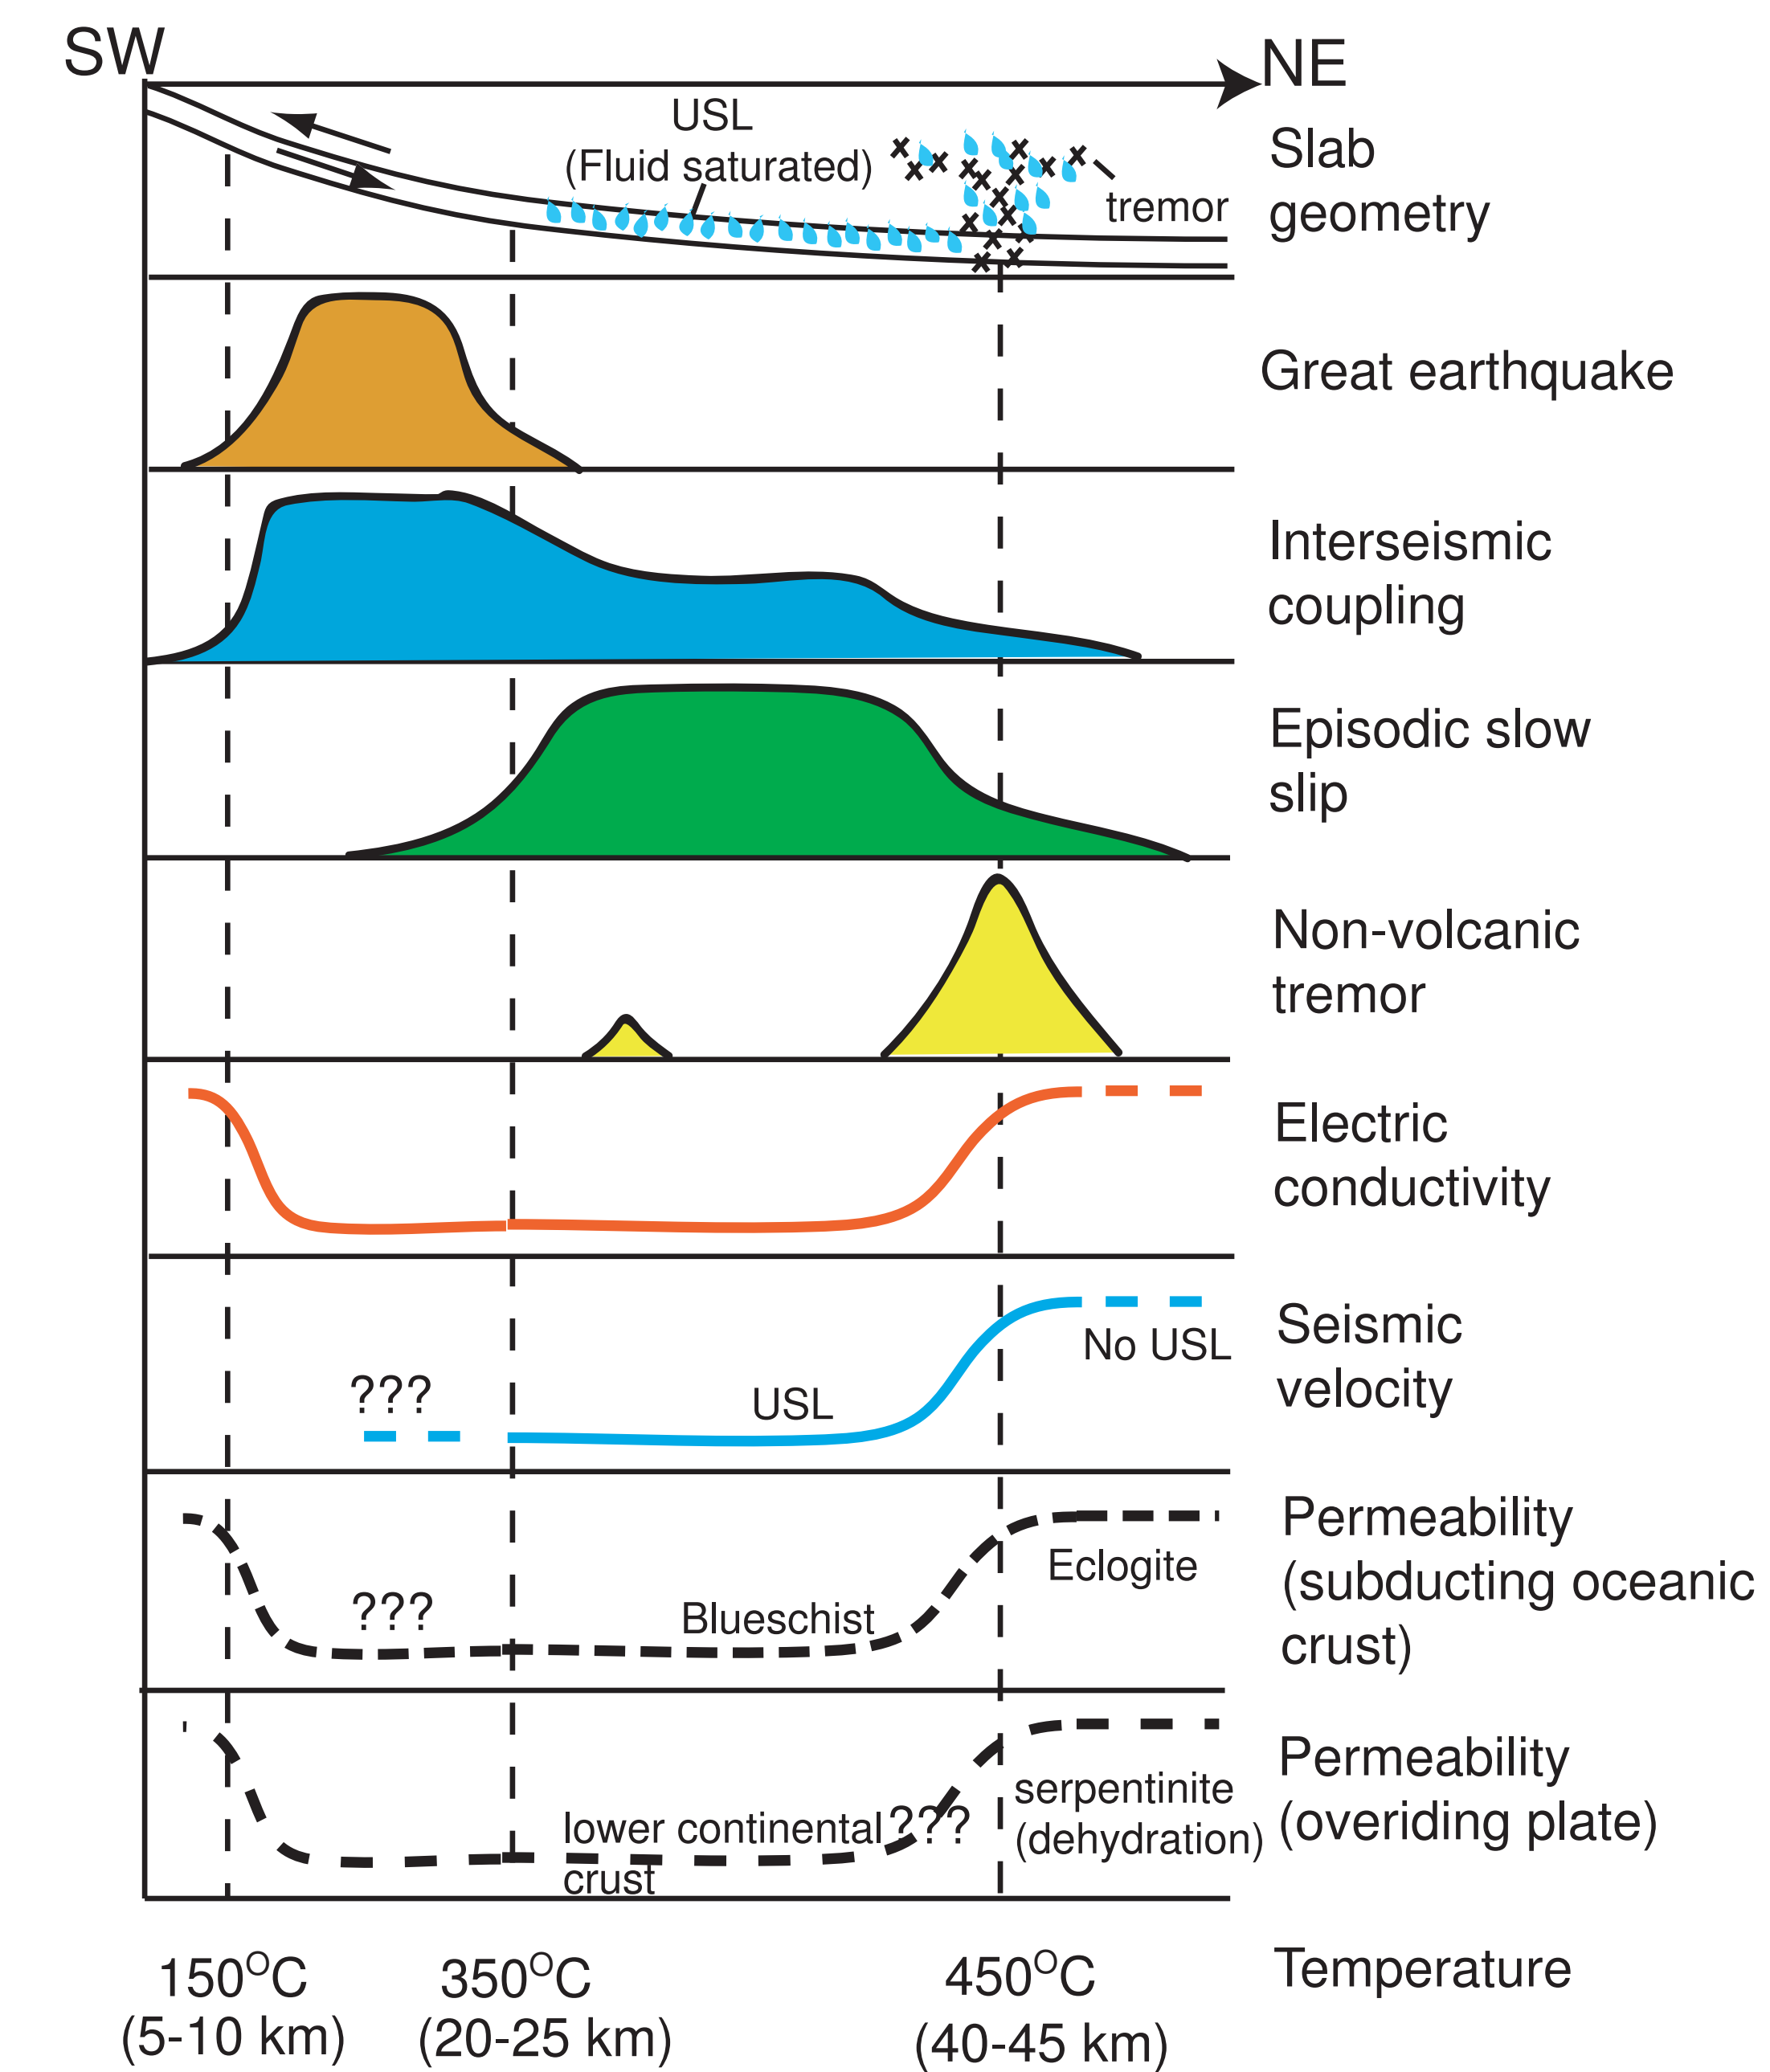 SW
NE
USL
(Fluid saturated)
tremor
Slab
geometry
Great earthquake
Interseismic
coupling
Episodic slow
slip
Non-volcanic
tremor
Electric
conductivity
No USL
???
USL
Seismic
velocity
Eclogite
???
Blueschist
Permeability
(subducting oceanic
crust)
serpentinite
(dehydration)
lower continental ???
crust
Permeability
(overiding plate)
150°C
(5-10 km)
350°C
(20-25 km)
450°C
(40-45 km)
Temperature